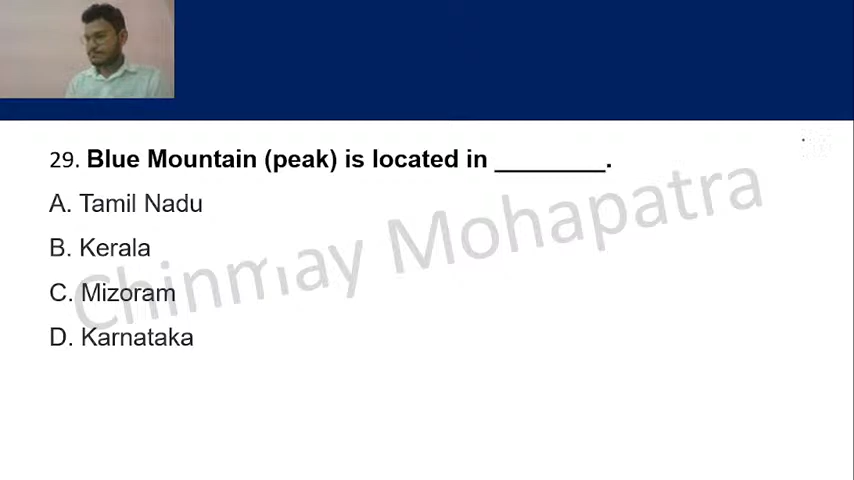 29. Blue Mountain (peak) is located in ________.
A. Tamil Nadu
B. Kerala
C. Mizoram
D. Karnataka
Chinmay Mohapatra